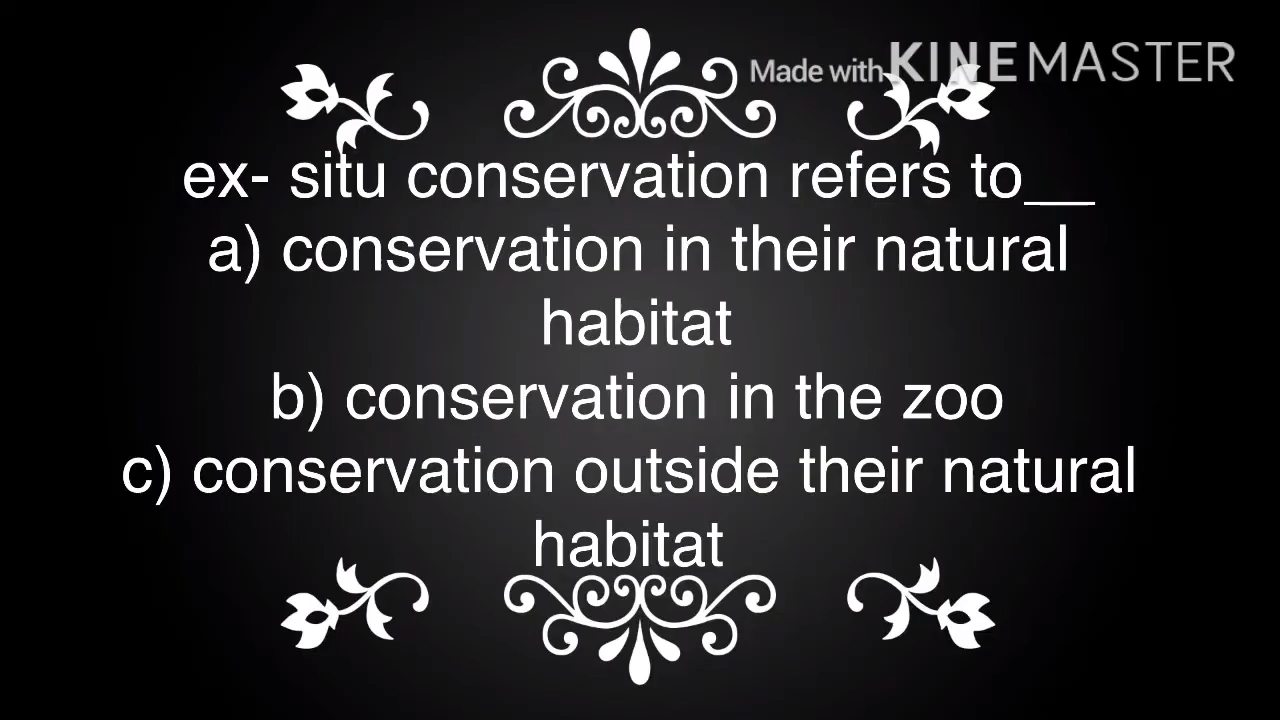 Made with KINEMASTER
ex- situ conservation refers to__
a) conservation in their natural
habitat
b) conservation in the zoo
c) conservation outside their natural
habitat